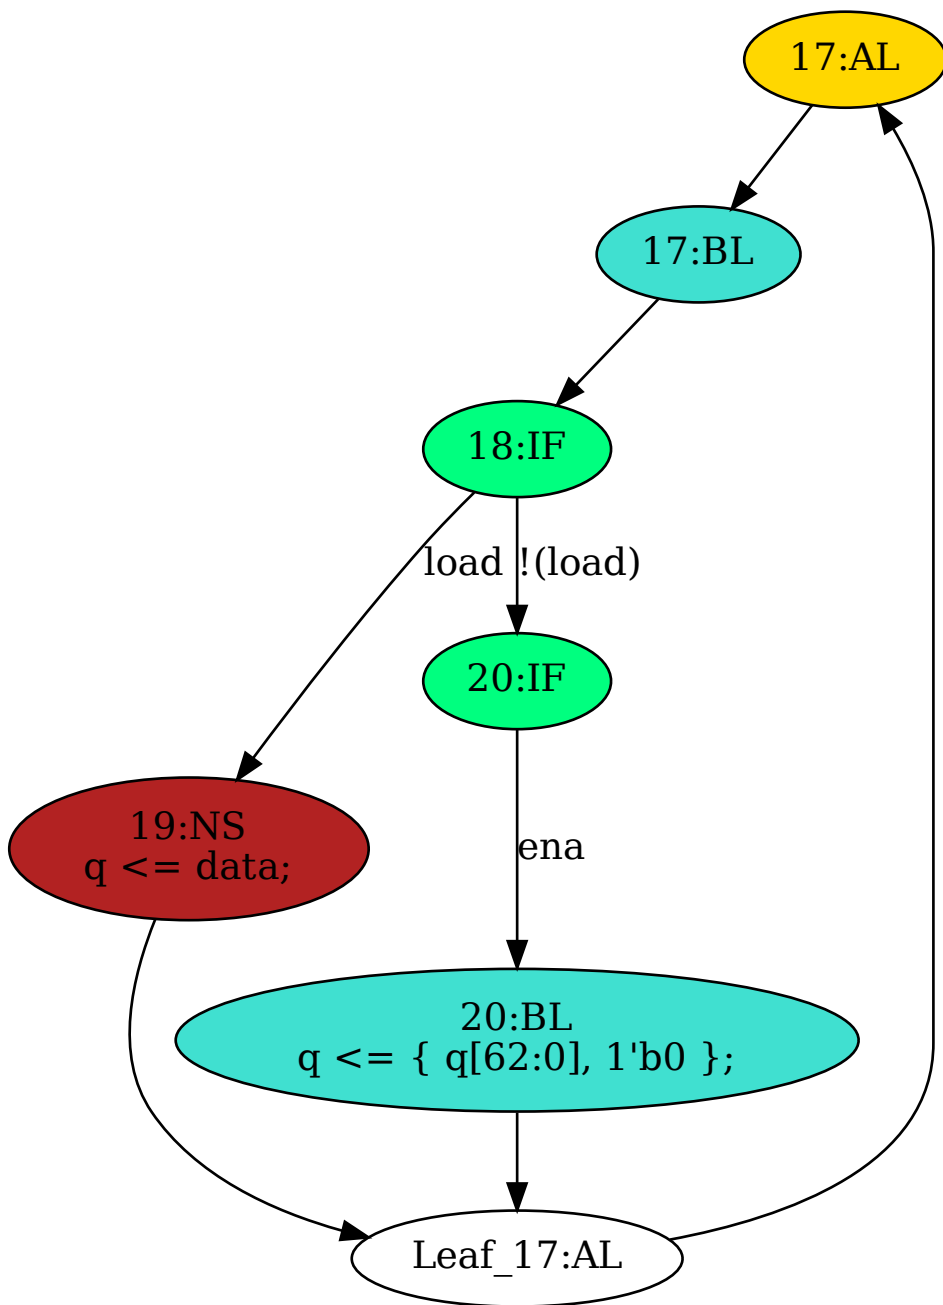 17:AL
17:BL
18:IF
load
!(load)
20:IF
19:NS
q <= data;
ena
20:BL
q <= { q[62:0], 1'b0 };
Leaf_17:AL